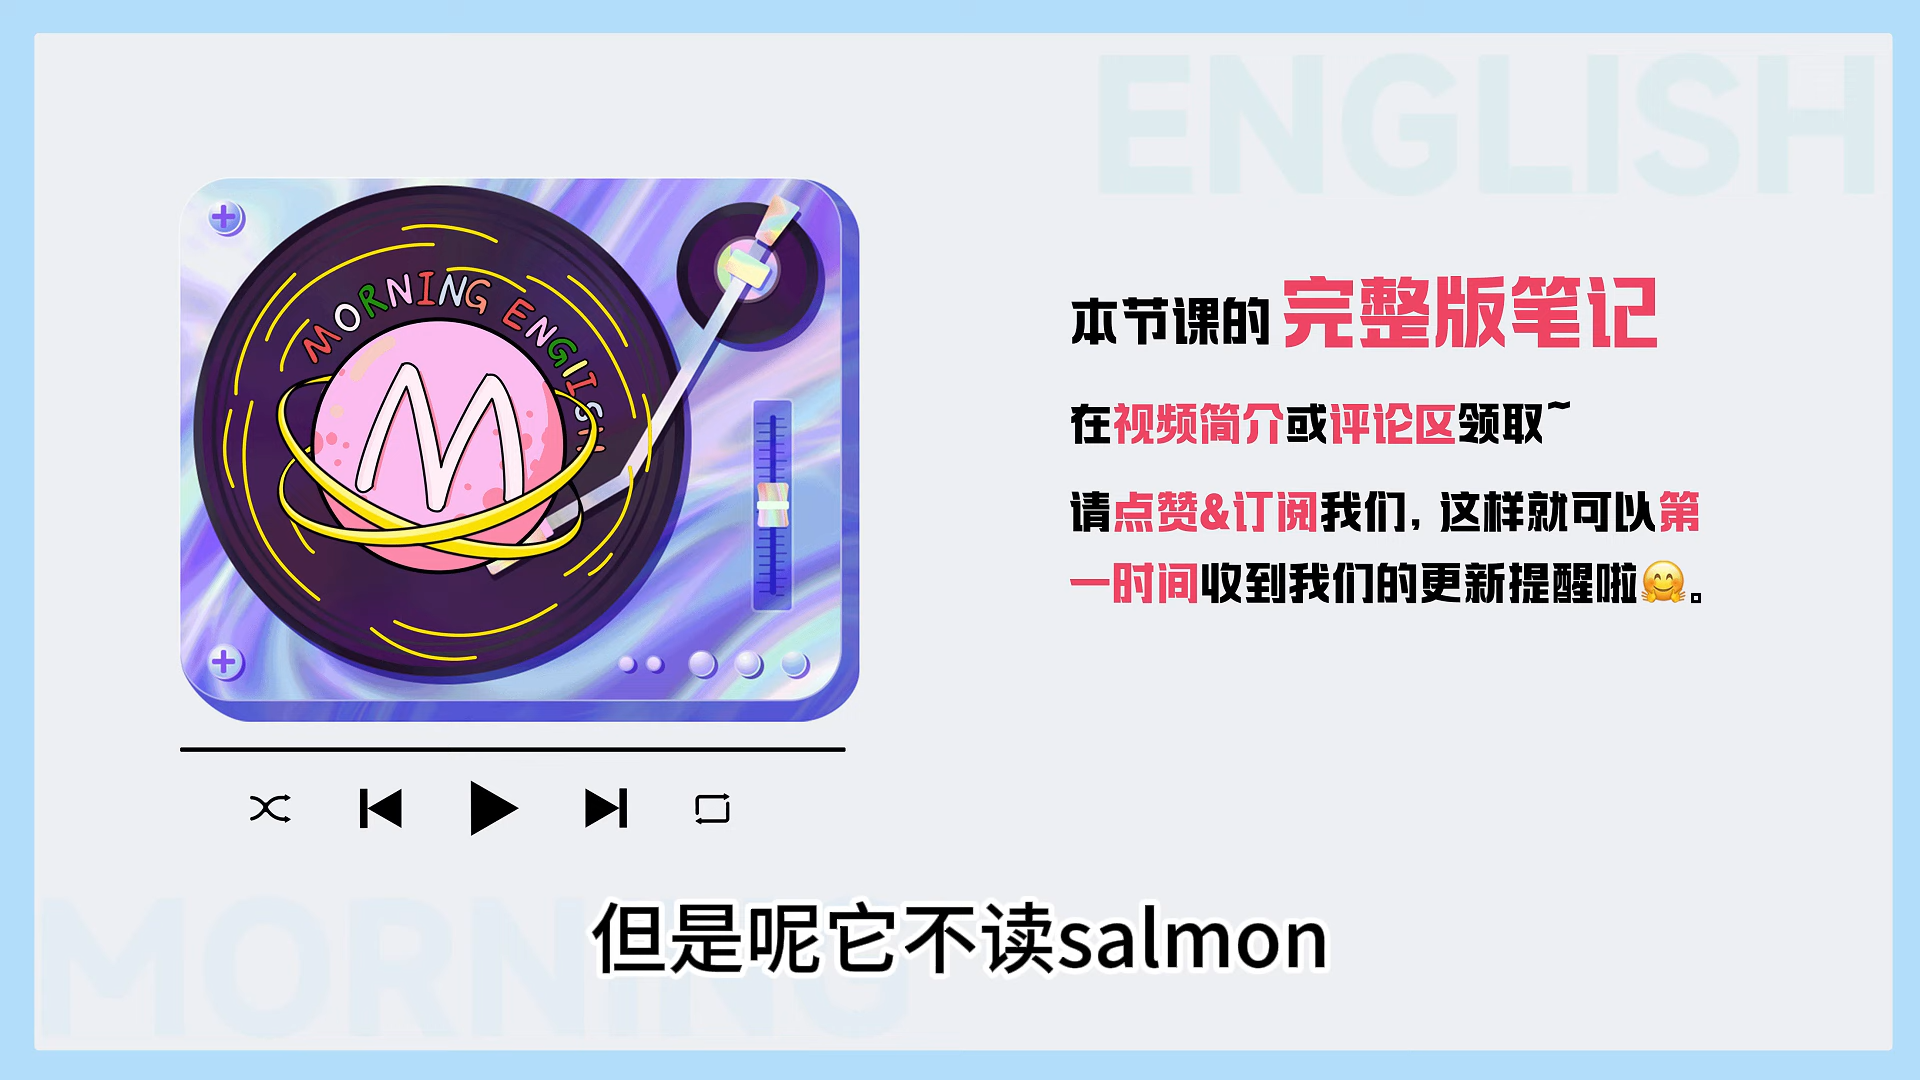 ENGLISH
MORNING ENGLISH
M
本节课的完整版笔记
在视频简介或评论区领取~
请点赞&订阅我们，这样就可以第
一时间收到我们的更新提醒啦🤗。
MORNING
但是呢它不读salmon